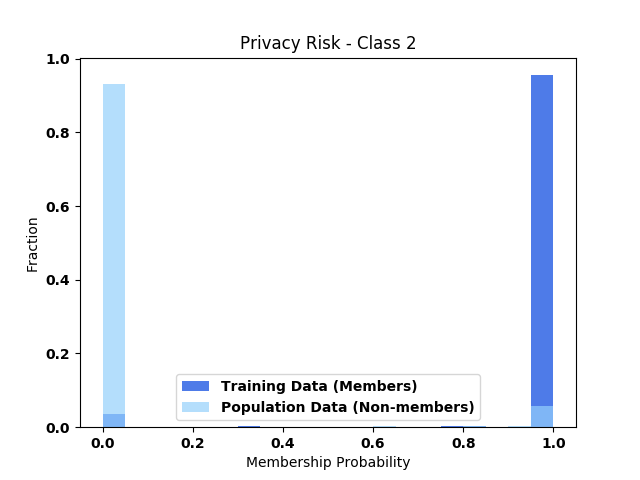 Privacy Risk - Class 2
1.0
0.8
0.6
0.4
0.2
0.0
Fraction
Training Data (Members)
Population Data (Non-members)
0.0 0.2 0.4 0.6 0.8 1.0
Membership Probability